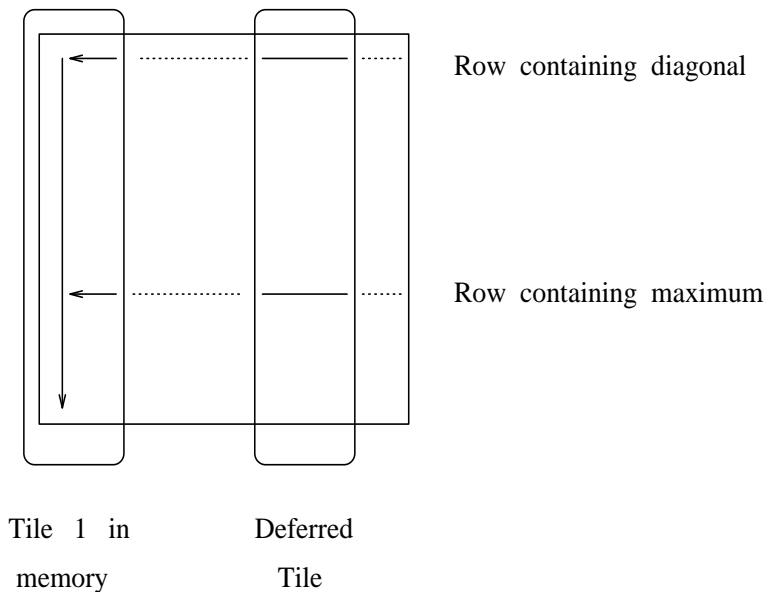 Row containing diagonal
Row containing maximum
Tile 1 in
memory
Deferred
Tile